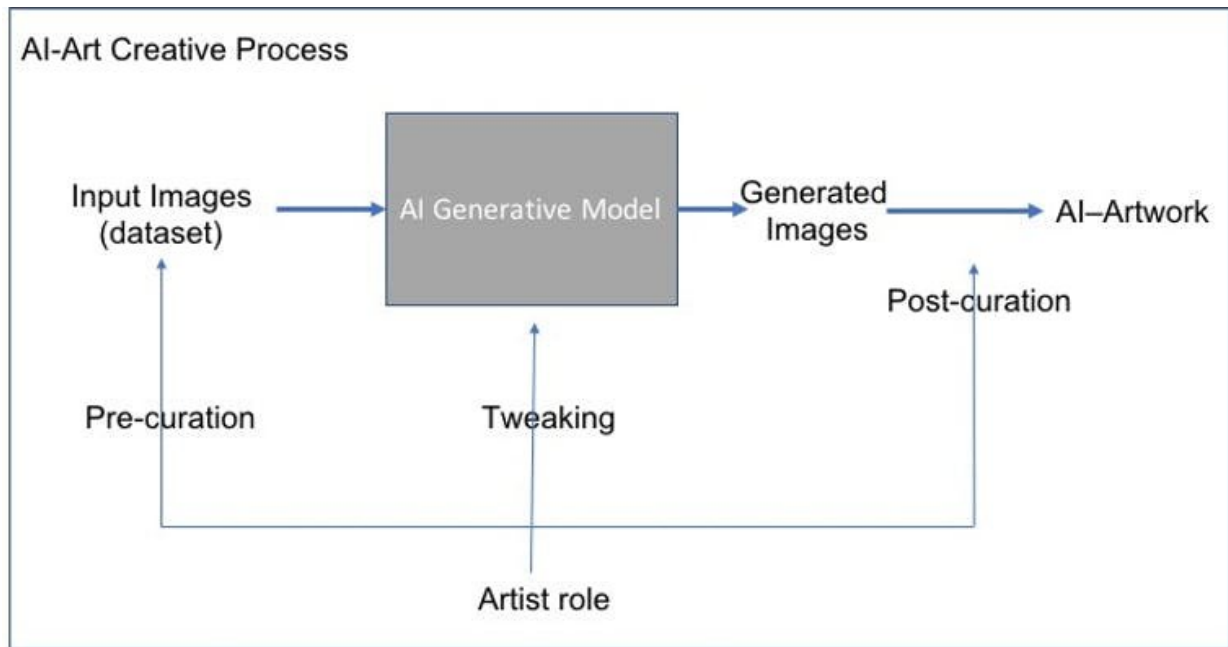 AI-Art Creative Process
Input Images
(dataset)
AI Generative Model
Generated
Images
AI–Artwork
Post-curation
Pre-curation
Tweaking
Artist role